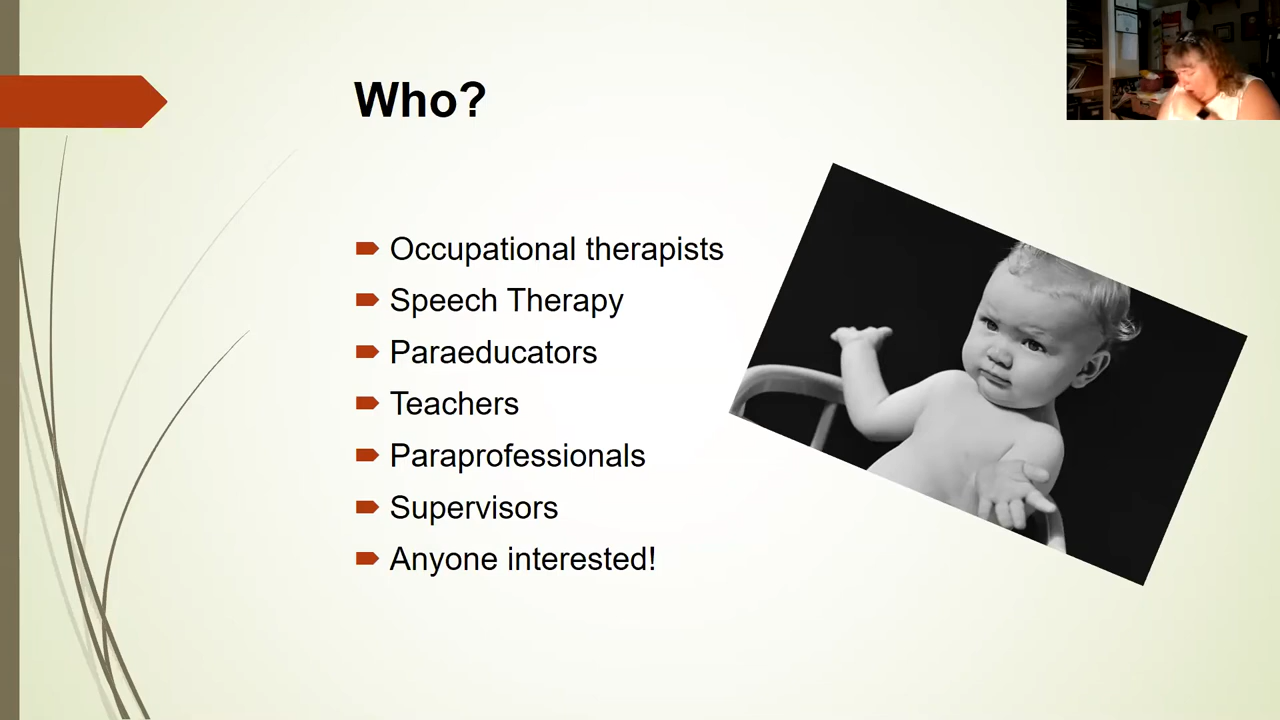 Who?
Occupational therapists
Speech Therapy
Paraeducators
Teachers
Paraprofessionals
Supervisors
Anyone interested!